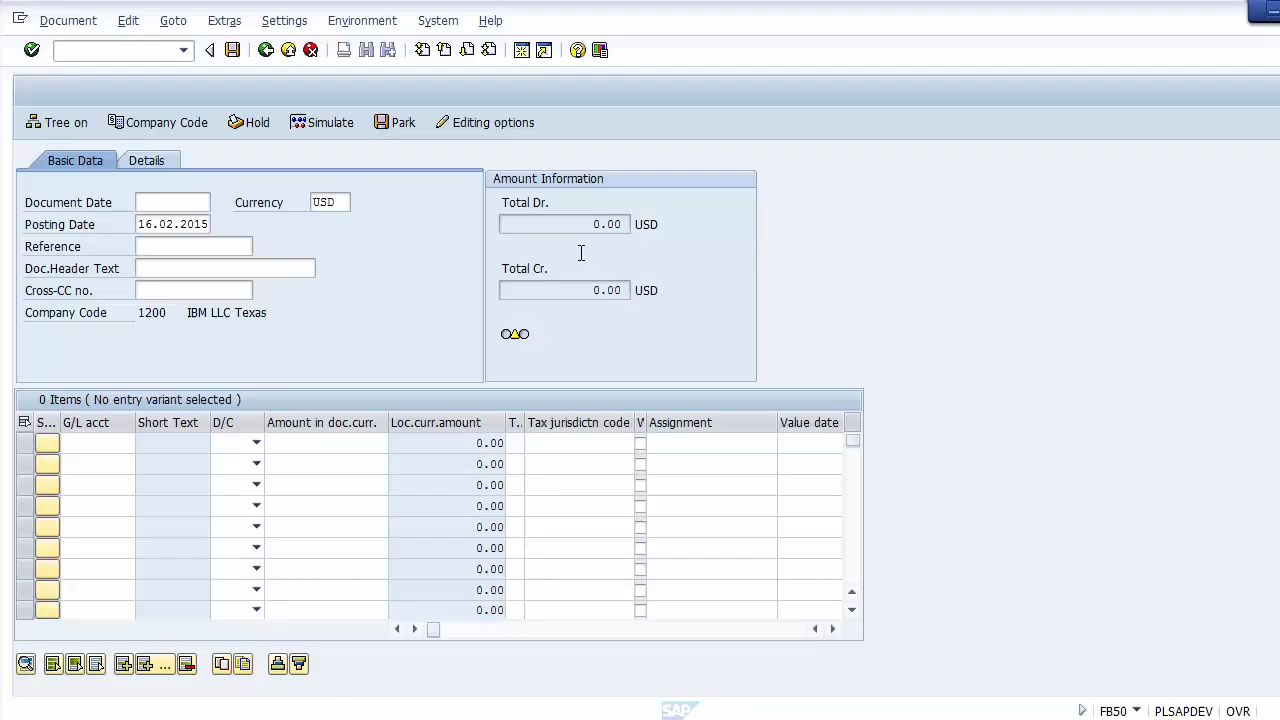 Document Edit Goto Extras Settings Environment System Help
Tree on Company Code Hold Simulate Park Editing options
Basic Data Details
Amount Information
Document Date Currency USD
Total Dr.
Posting Date 16.02.2015
0.00 USD
Reference
Doc.Header Text
Total Cr.
Cross-CC no.
0.00 USD
Company Code 1200 IBM LLC Texas
0 Items ( No entry variant selected )
S... G/L acct Short Text D/C Amount in doc.curr. Loc.curr.amount T.. Tax jurisdictn code V Assignment Value date
0.00
0.00
0.00
0.00
0.00
0.00
0.00
0.00
0.00
...
SAP
FB50 PLSAPDEV OVR